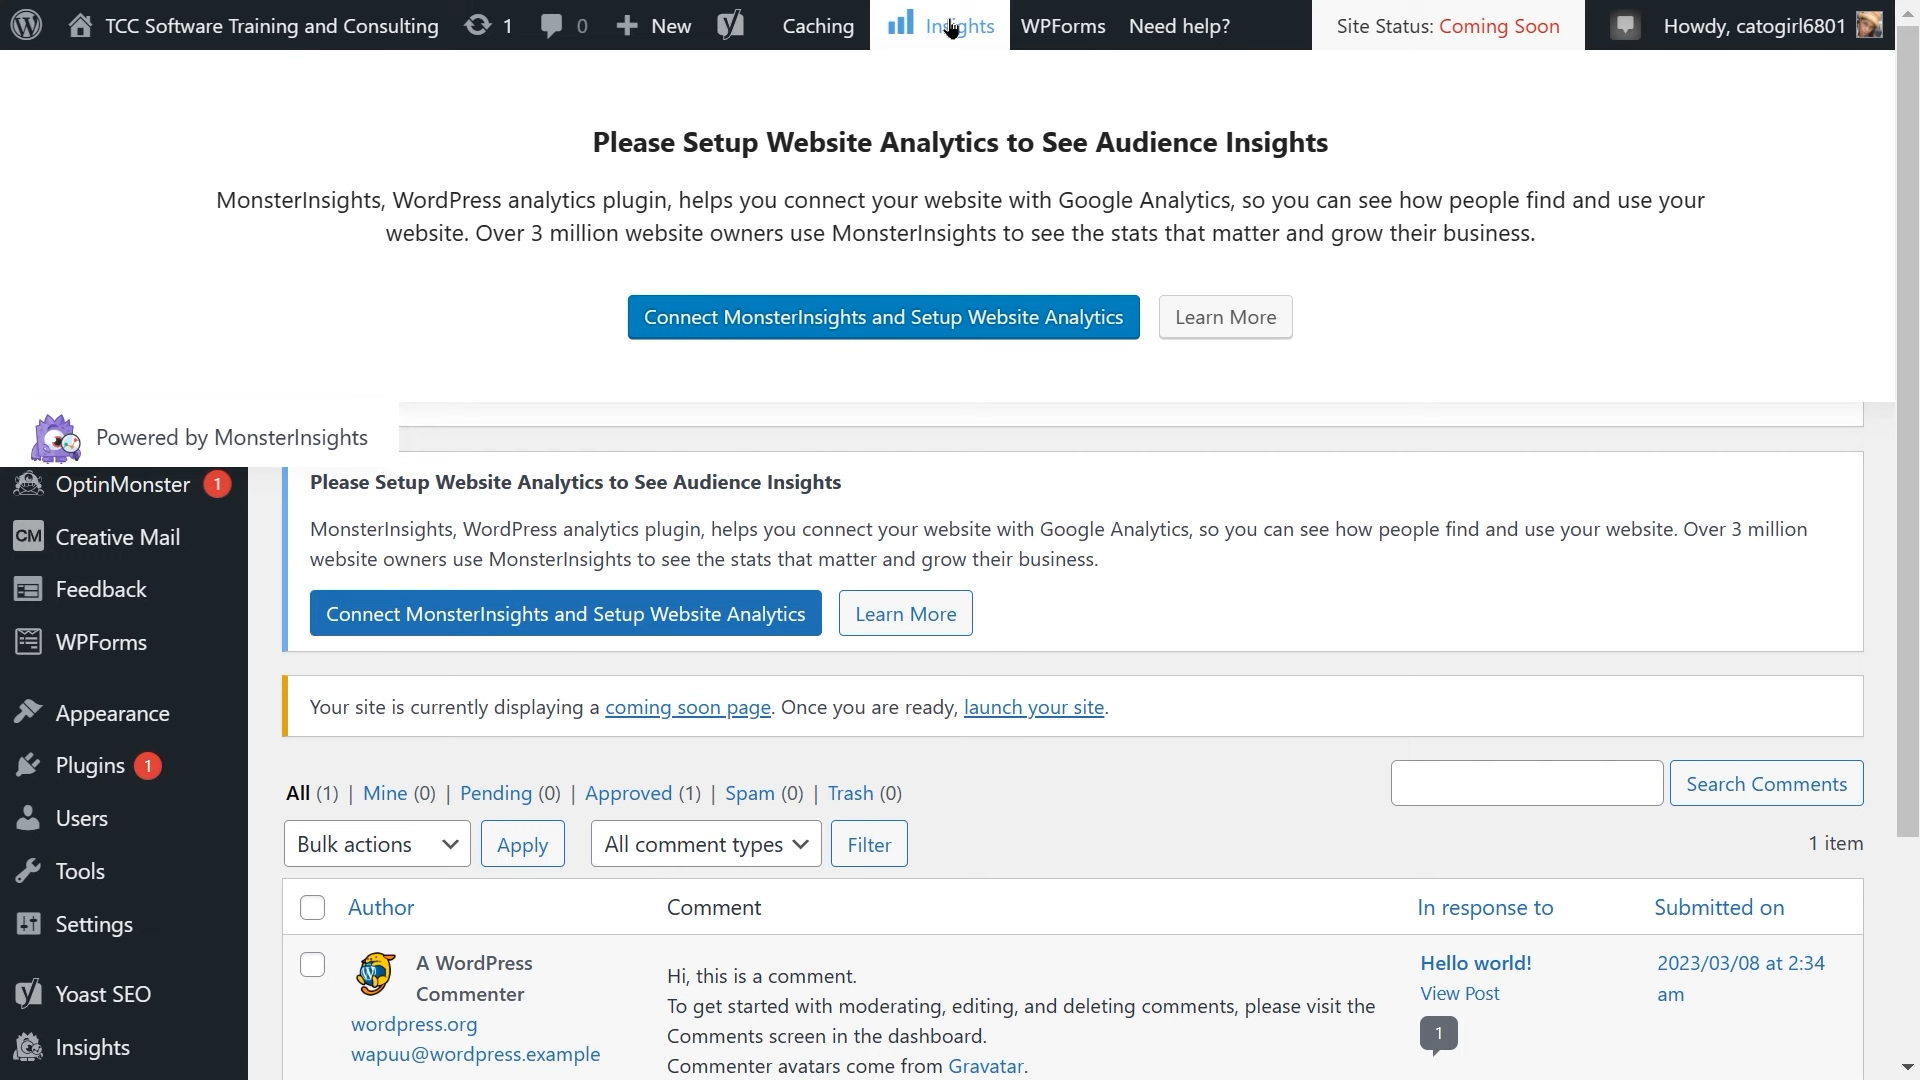 TCC Software Training and Consulting 1 0 New Caching Insights WPForms Need help? Site Status: Coming Soon Howdy, catogirl6801
Please Setup Website Analytics to See Audience Insights
MonsterInsights, WordPress analytics plugin, helps you connect your website with Google Analytics, so you can see how people find and use your
website. Over 3 million website owners use MonsterInsights to see the stats that matter and grow their business.
Connect MonsterInsights and Setup Website Analytics Learn More
Powered by MonsterInsights
OptinMonster 1
Creative Mail
Feedback
WPForms
Appearance
Plugins 1
Users
Tools
Settings
Yoast SEO
Insights
Please Setup Website Analytics to See Audience Insights
MonsterInsights, WordPress analytics plugin, helps you connect your website with Google Analytics, so you can see how people find and use your website. Over 3 million
website owners use MonsterInsights to see the stats that matter and grow their business.
Connect MonsterInsights and Setup Website Analytics Learn More
Your site is currently displaying a coming soon page. Once you are ready, launch your site.
All (1) | Mine (0) | Pending (0) | Approved (1) | Spam (0) | Trash (0)
Search Comments
Bulk actions Apply All comment types Filter 1 item
Author Comment In response to Submitted on
A WordPress
Commenter
wordpress.org
wapuu@wordpress.example
Hi, this is a comment.
To get started with moderating, editing, and deleting comments, please visit the
Comments screen in the dashboard.
Commenter avatars come from Gravatar.
Hello world!
View Post
1
2023/03/08 at 2:34
am
CM